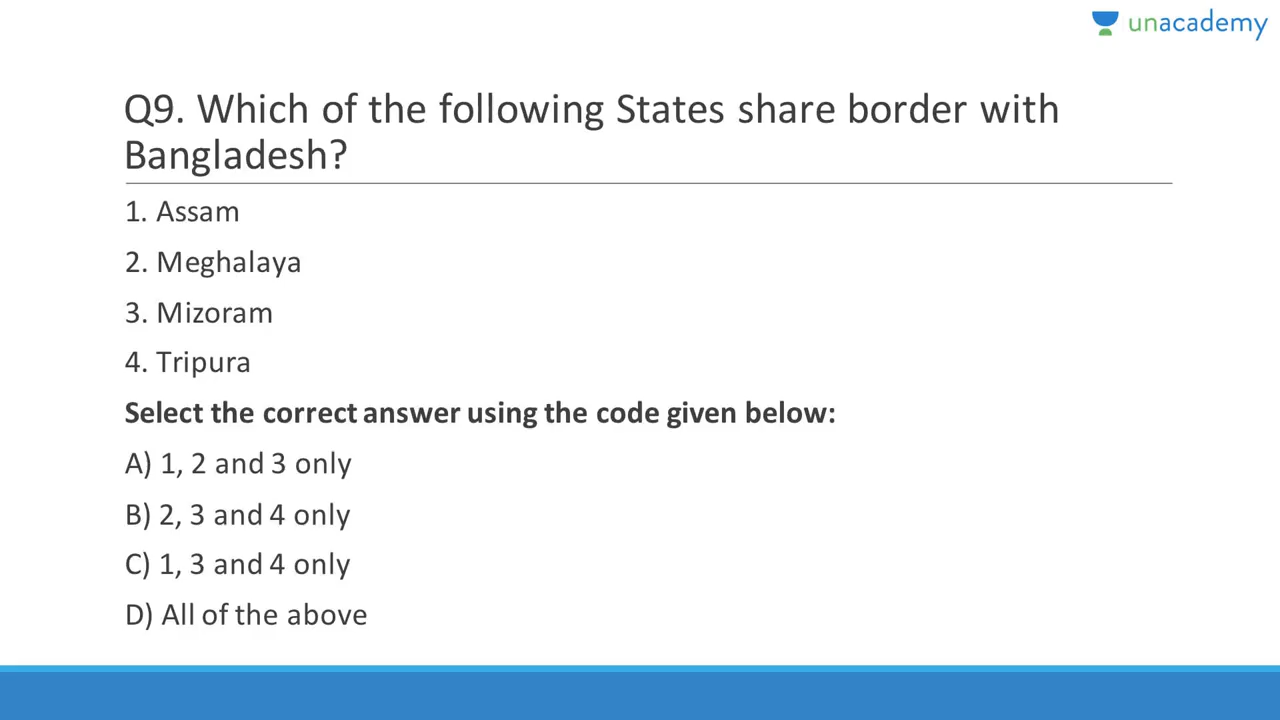 unacademy
Q9. Which of the following States share border with
Bangladesh?
1. Assam
2. Meghalaya
3. Mizoram
4. Tripura
Select the correct answer using the code given below:
A) 1, 2 and 3 only
B) 2, 3 and 4 only
C) 1, 3 and 4 only
D) All of the above